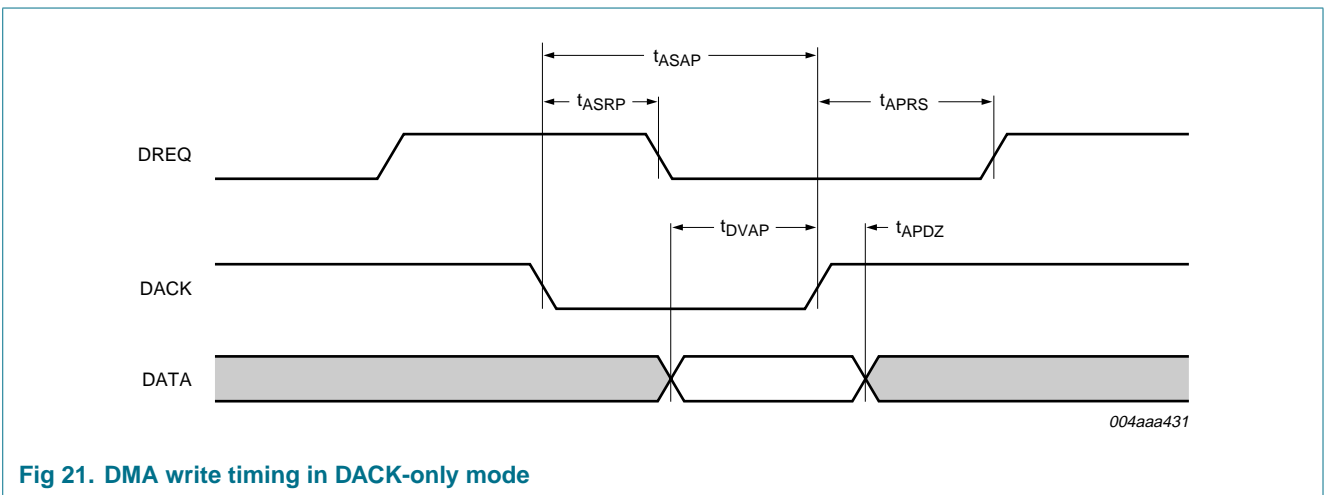 tASAP
tASRP
tAPRS
DREQ
tDVAP
tAPDZ
DACK
DATA
004aaa431
Fig 21. DMA write timing in DACK-only mode